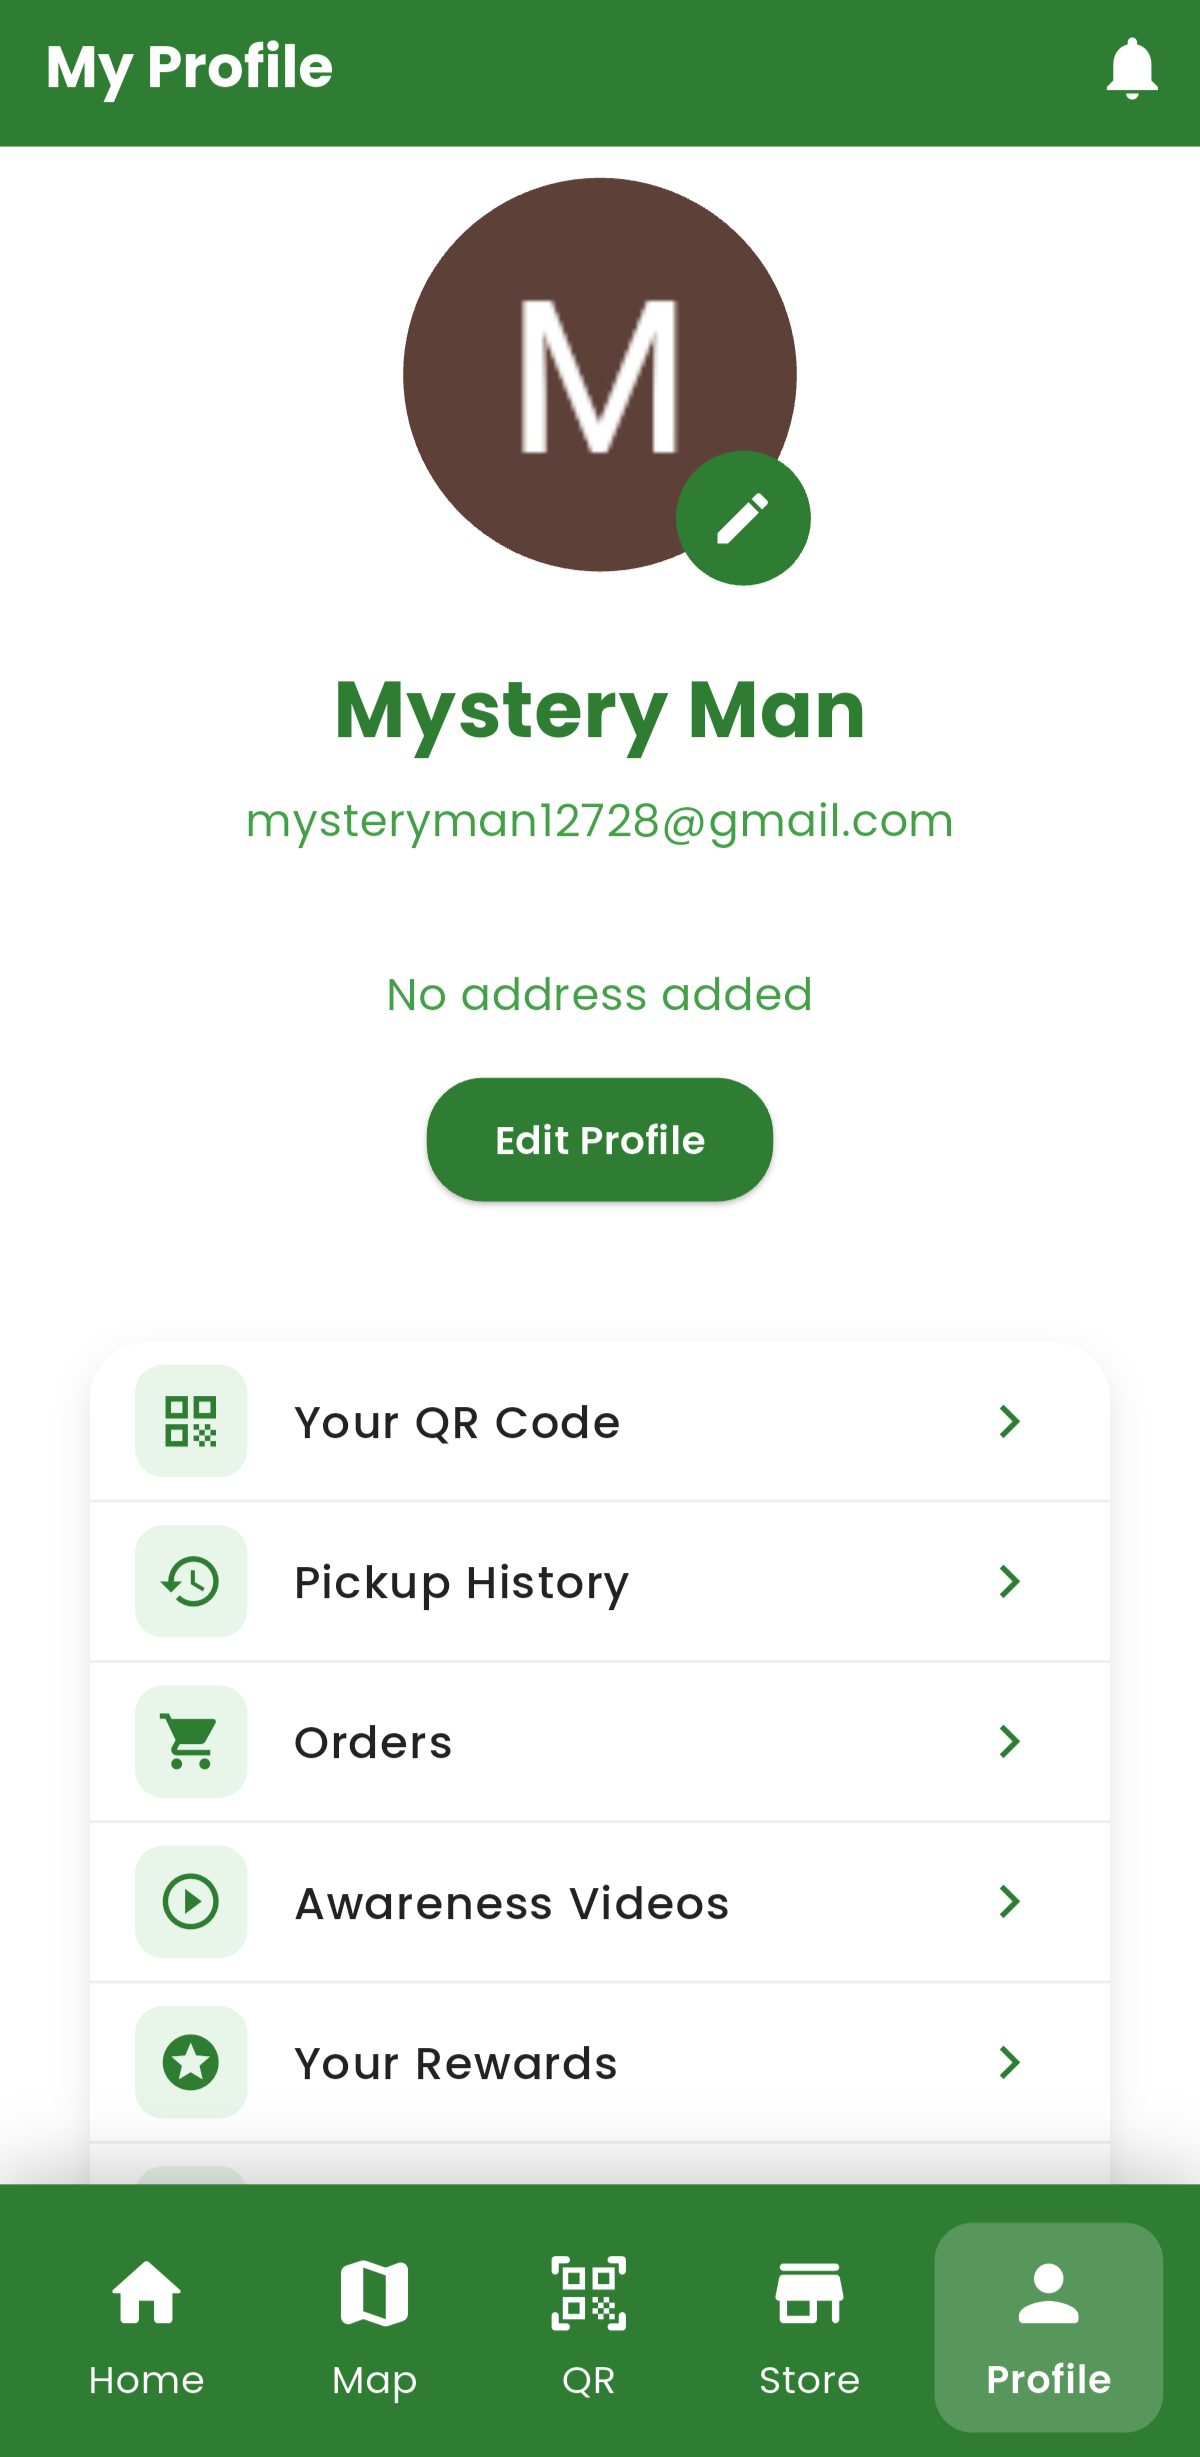 My Profile
M
Mystery Man
mysteryman12728@gmail.com
No address added
Edit Profile
Your QR Code
Pickup History
Orders
Awareness Videos
Your Rewards
Home
Map
QR
Store
Profile